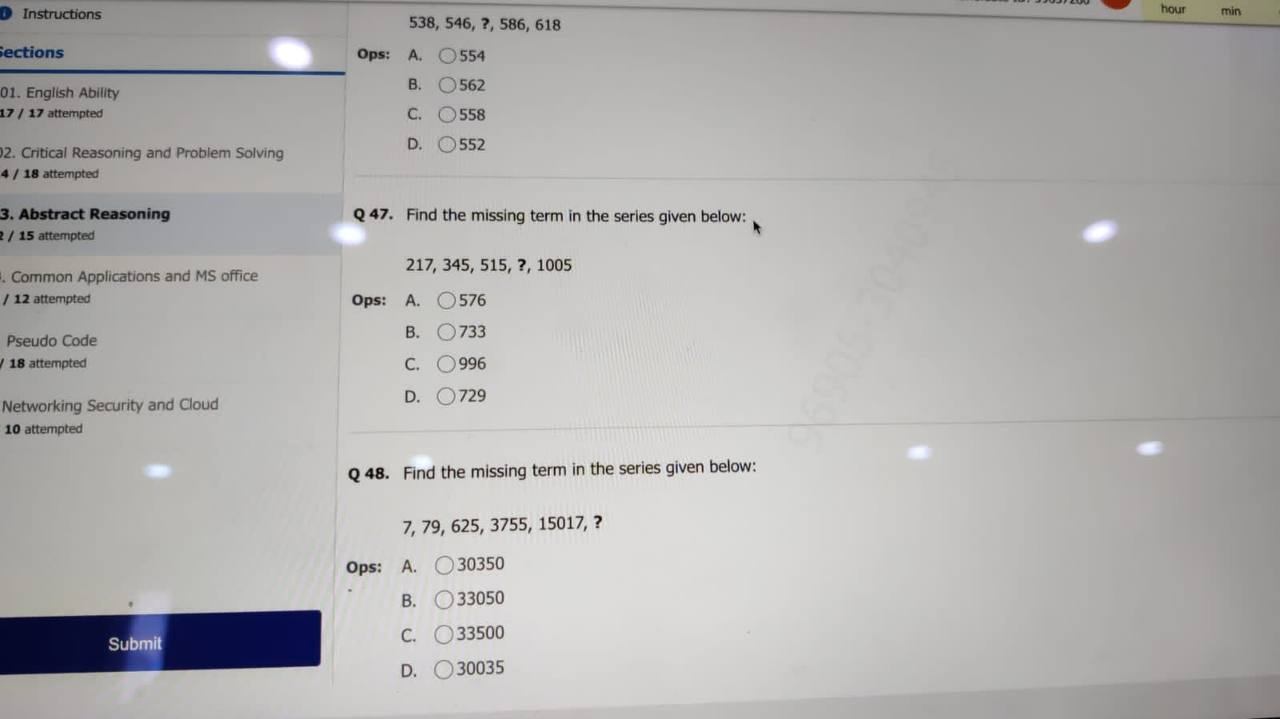 Instructions
hour min
538, 546, ?, 586, 618
Sections
Ops: A. 554
B. 562
01. English Ability
17 / 17 attempted
C. 558
D. 552
02. Critical Reasoning and Problem Solving
4 / 18 attempted
3. Abstract Reasoning
2 / 15 attempted
Q 47. Find the missing term in the series given below:
217, 345, 515, ?, 1005
. Common Applications and MS office
/ 12 attempted
Ops: A. 576
B. 733
Pseudo Code
/ 18 attempted
C. 996
D. 729
Networking Security and Cloud
10 attempted
Q 48. Find the missing term in the series given below:
7, 79, 625, 3755, 15017, ?
Ops: A. 30350
B. 33050
C. 33500
D. 30035
Submit